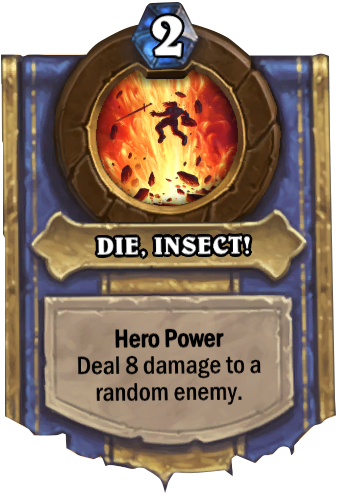 2
DIE, INSECT!
Hero Power
Deal 8 damage to a
random enemy.